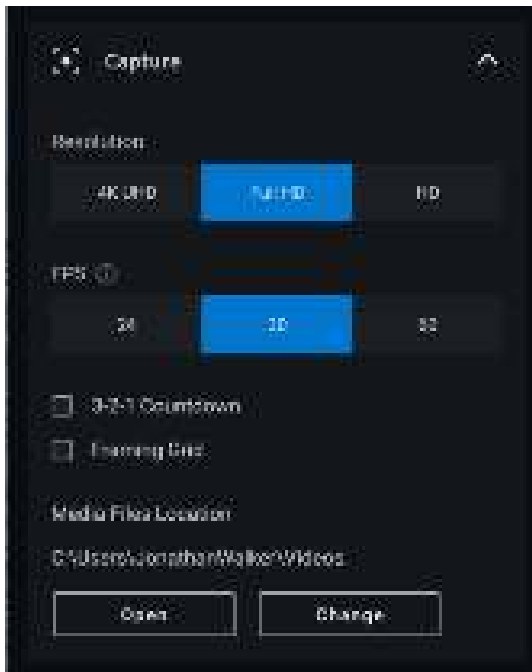 Capture
Resolution
4K UHD Full HD HD
FPS
24 30 60
3-2-1 Countdown
Framing Grid
Media Files Location
C:\Users\JonathanWalker\Videos
Open Change